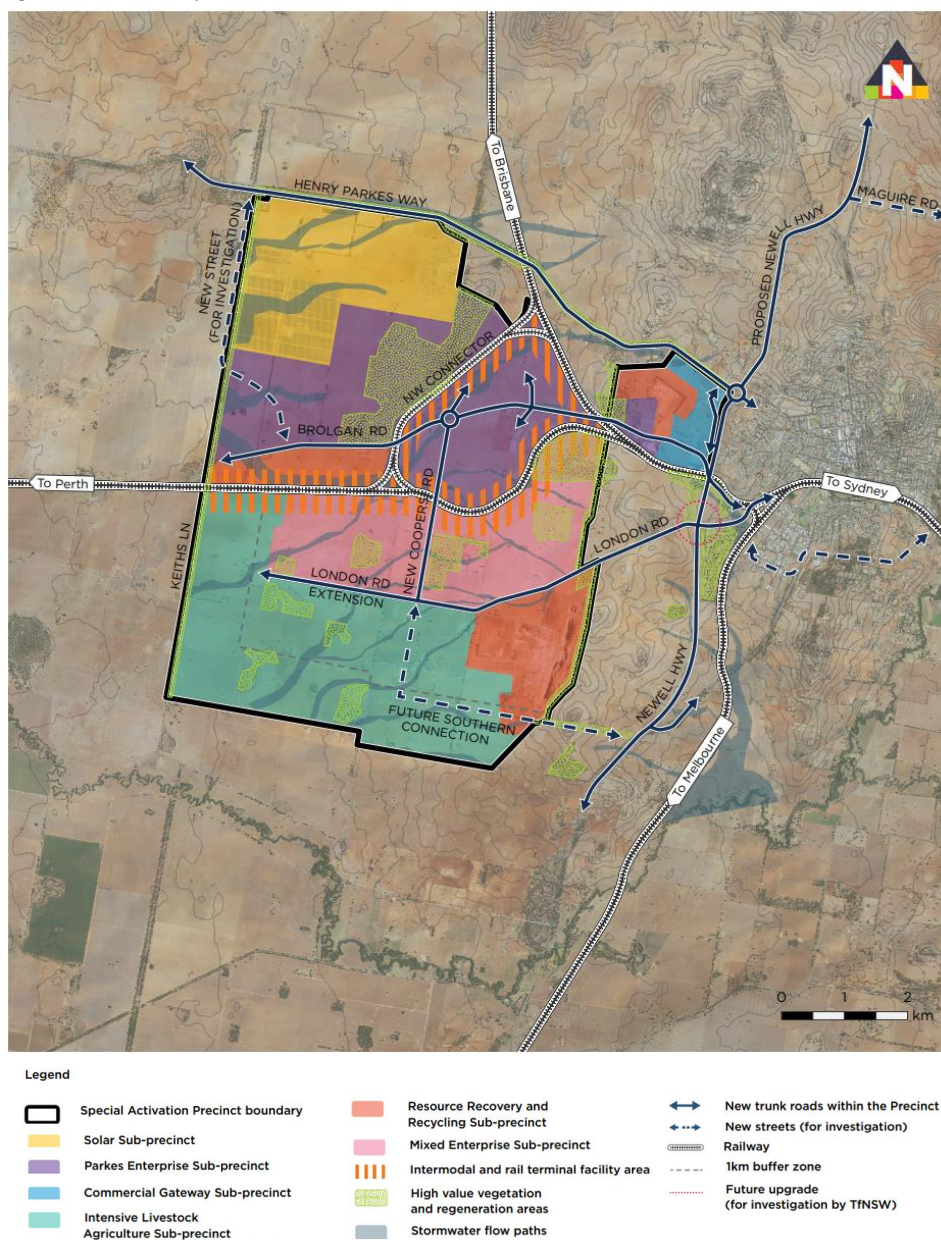 N
To Brisbane
HENRY PARKES WAY
NEW STREET
(FOR INVESTIGATION)
MAGUIRE RD
PROPOSED NEWELL HWY
NW CONNECTOR
BROLGAN RD
To Perth
To Sydney
NEW COOPERS RD
LONDON RD
KEITHS LN
LONDON RD
EXTENSION
NEWELL HWY
FUTURE SOUTHERN
CONNECTION
To Melbourne
0 1 2
km
Legend
Special Activation Precinct boundary
Solar Sub-precinct
Parkes Enterprise Sub-precinct
Commercial Gateway Sub-precinct
Intensive Livestock
Agriculture Sub-precinct
Resource Recovery and
Recycling Sub-precinct
Mixed Enterprise Sub-precinct
Intermodal and rail terminal facility area
High value vegetation
and regeneration areas
Stormwater flow paths
New trunk roads within the Precinct
New streets (for investigation)
Railway
1km buffer zone
Future upgrade
(for investigation by TfNSW)